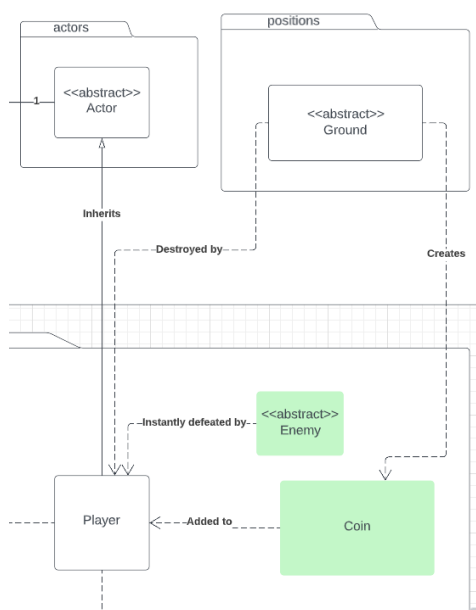 actors
positions
<<abstract>>
Actor
1
<<abstract>>
Ground
Inherits
Destroyed by
Creates
<<abstract>>
Enemy
Instantly defeated by
Player
Added to
Coin